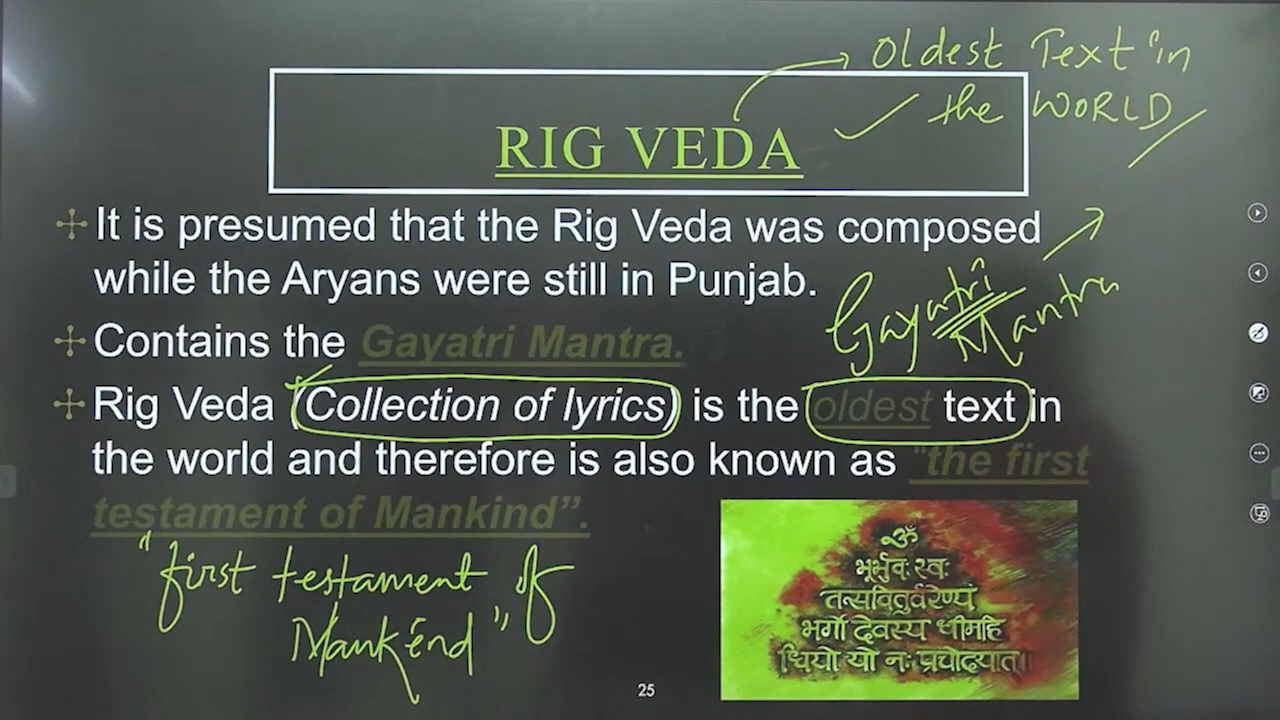 Oldest Text in
the WORLD
RIG VEDA
It is presumed that the Rig Veda was composed
while the Aryans were still in Punjab.
Gayatri
Mantra
Contains the Gayatri Mantra.
Rig Veda (Collection of lyrics) is the oldest text in
the world and therefore is also known as "the first
testament of Mankind”.
"first testament of
Mankind"
ॐ
भूर्भुवः स्वः
तत्सवितुर्वरेण्यं
भर्गो देवस्य धीमहि
धियो यो नः प्रचोदयात्॥
25